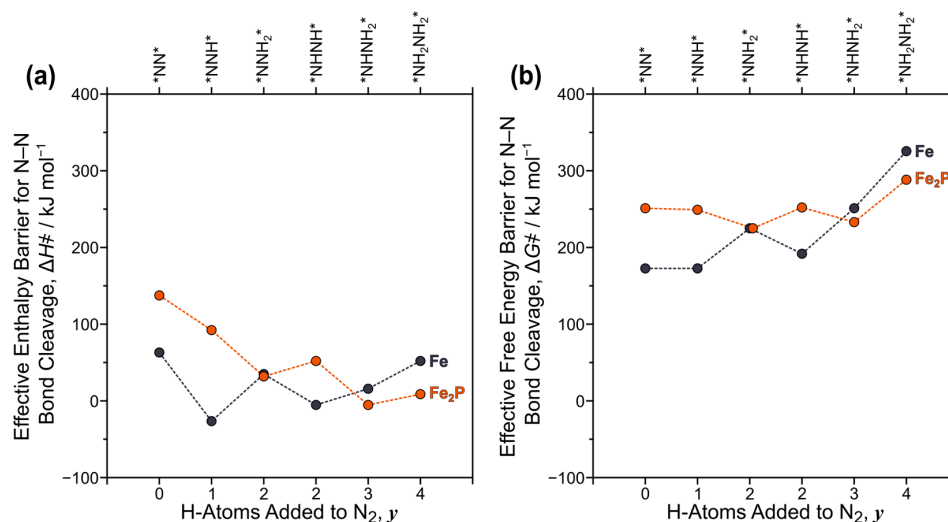 *NN*
*NNH*
*NNH₂*
*NHNH*
*NHNH₂*
*NH₂NH₂*
(a)
Effective Enthalpy Barrier for N–N
Bond Cleavage, ΔH‡ / kJ mol⁻¹
400
300
200
100
0
−100
Fe
Fe₂P
0 1 2 2 3 4
H-Atoms Added to N₂, y
*NN*
*NNH*
*NNH₂*
*NHNH*
*NHNH₂*
*NH₂NH₂*
(b)
Effective Free Energy Barrier for N–N
Bond Cleavage, ΔG‡ / kJ mol⁻¹
400
300
200
100
0
−100
Fe
Fe₂P
0 1 2 2 3 4
H-Atoms Added to N₂, y